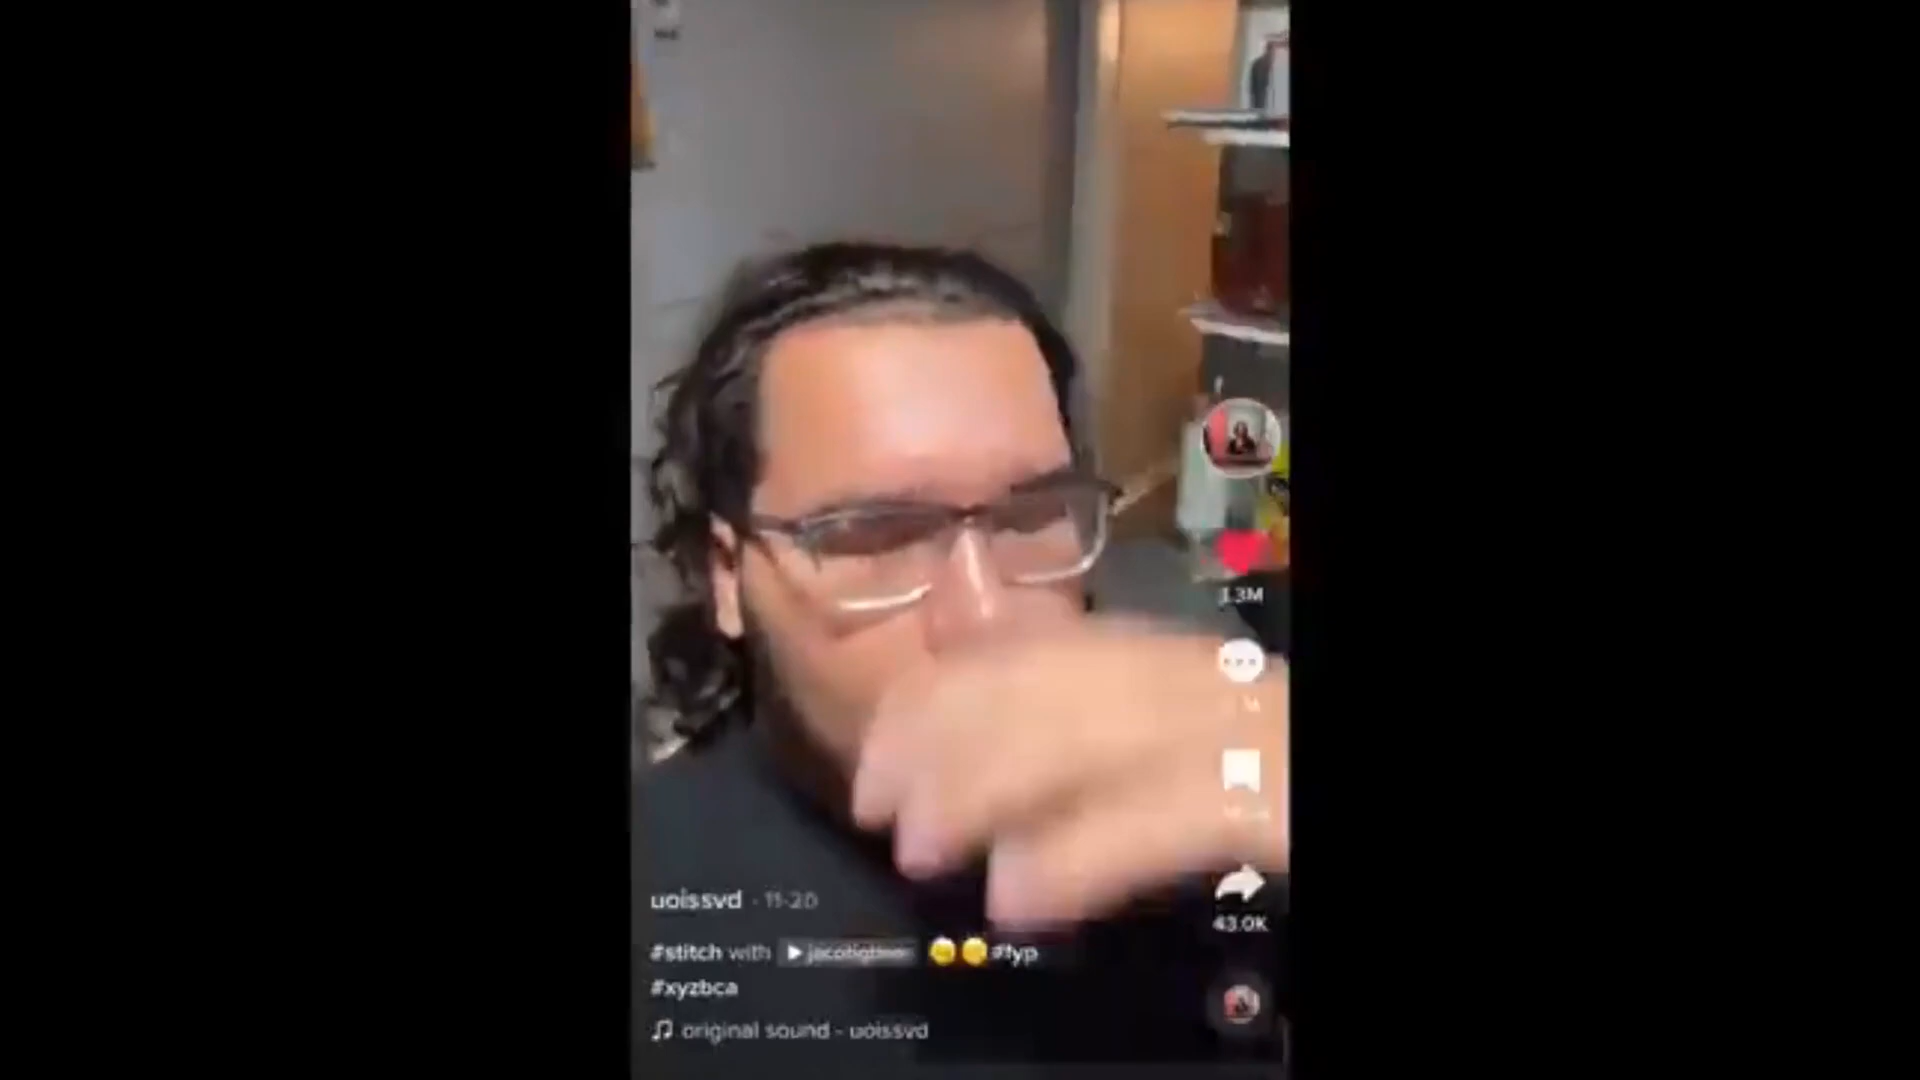 uoissvd · 11-20
#stitch with #fyp
#xyzbca
original sound - uoissvd
1.3M
43.0K